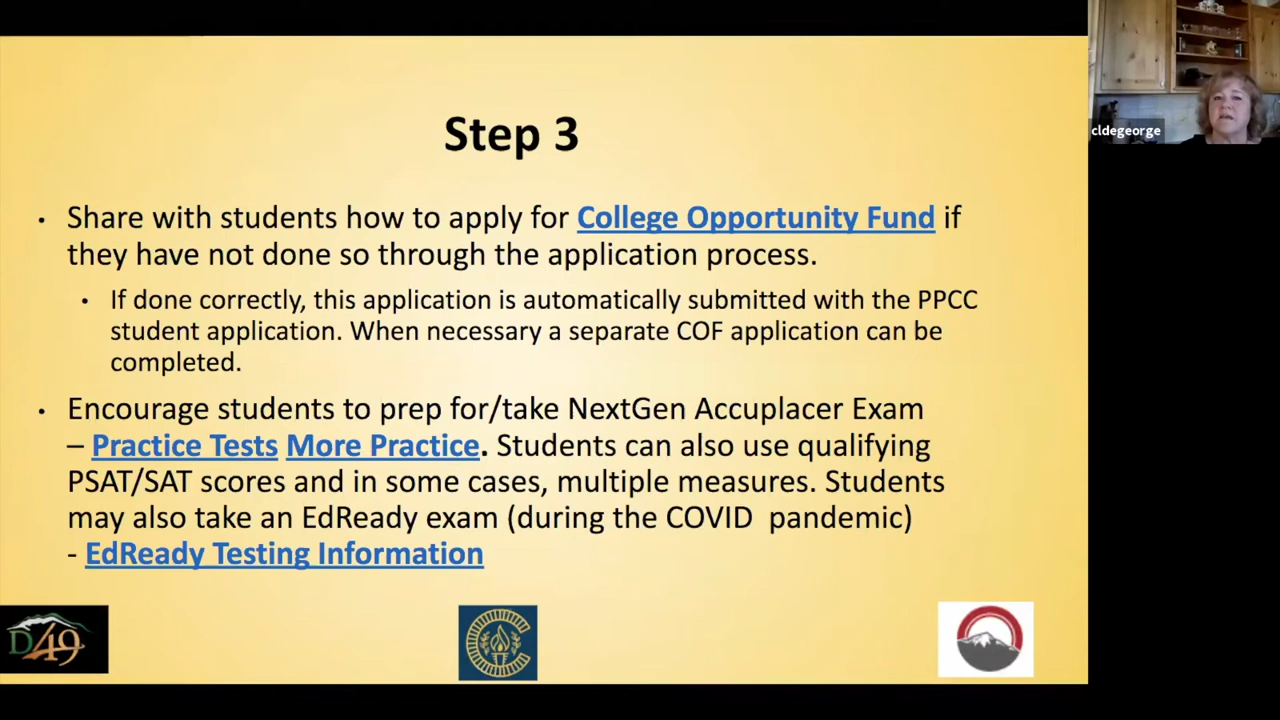 Step 3
• Share with students how to apply for College Opportunity Fund if
they have not done so through the application process.
• If done correctly, this application is automatically submitted with the PPCC
student application. When necessary a separate COF application can be
completed.
• Encourage students to prep for/take NextGen Accuplacer Exam
– Practice Tests More Practice. Students can also use qualifying
PSAT/SAT scores and in some cases, multiple measures. Students
may also take an EdReady exam (during the COVID pandemic)
- EdReady Testing Information
D49
cldegeorge